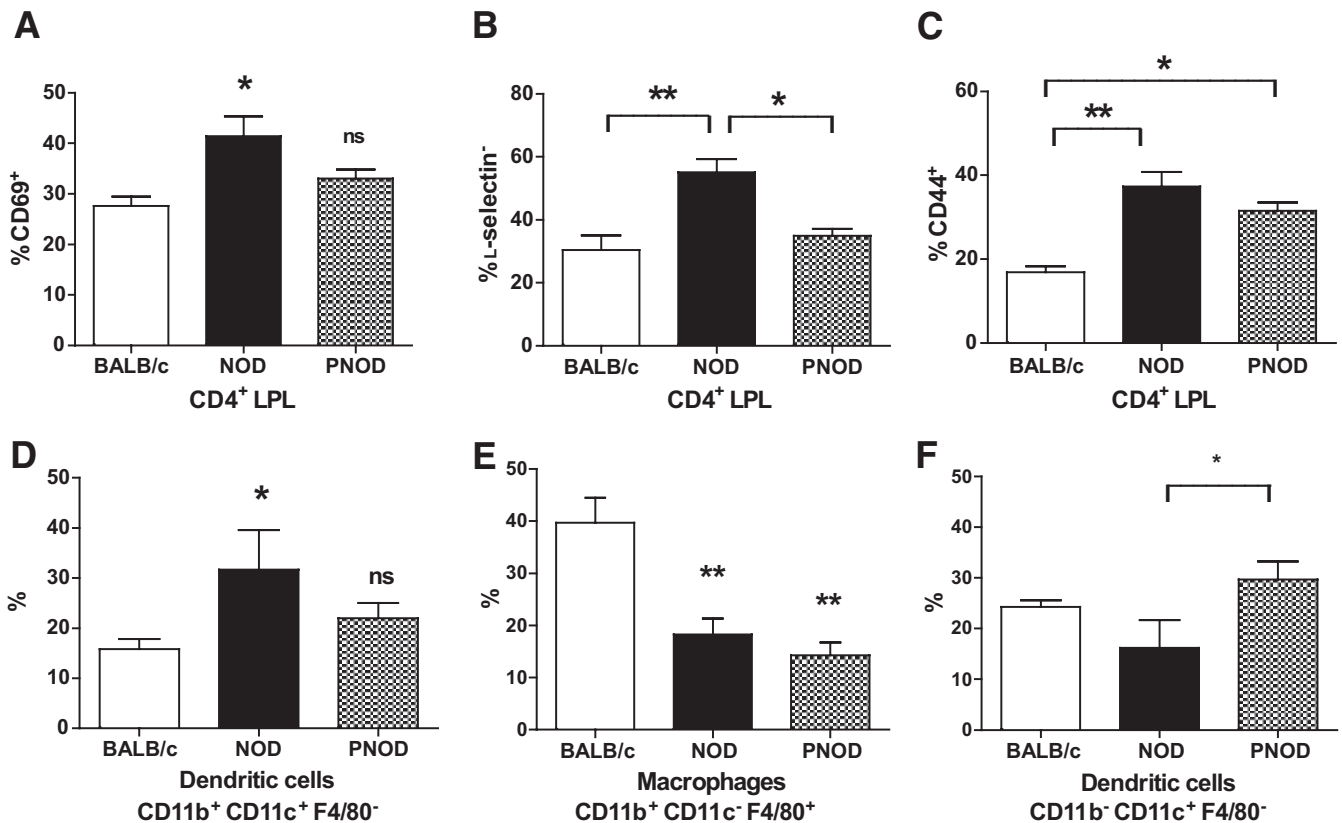 A
%CD69⁺
50
40
30
20
10
0
*
ns
BALB/c NOD PNOD
CD4⁺ LPL
B
%L-selectin⁻
80
60
40
20
0
** *
BALB/c NOD PNOD
CD4⁺ LPL
C
% CD44⁺
60
40
20
0
*
**
BALB/c NOD PNOD
CD4⁺ LPL
D
%
50
40
30
20
10
0
*
ns
BALB/c NOD PNOD
Dendritic cells
CD11b⁺ CD11c⁺ F4/80⁻
E
%
50
40
30
20
10
0
**
**
BALB/c NOD PNOD
Macrophages
CD11b⁺ CD11c⁻ F4/80⁺
F
%
50
40
30
20
10
0
*
BALB/c NOD PNOD
Dendritic cells
CD11b⁻ CD11c⁺ F4/80⁻